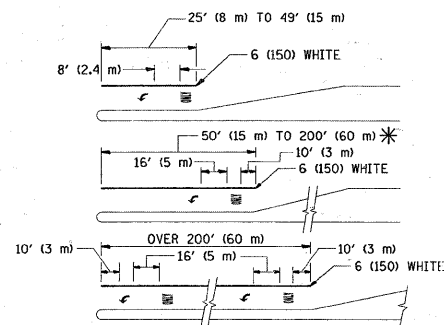 25' (8 m) TO 49' (15 m)
6 (150) WHITE
8' (2.4 m)
50' (15 m) TO 200' (60 m) *
16' (5 m)
10' (3 m)
6 (150) WHITE
OVER 200' (60 m)
10' (3 m)
16' (5 m)
10' (3 m)
6 (150) WHITE